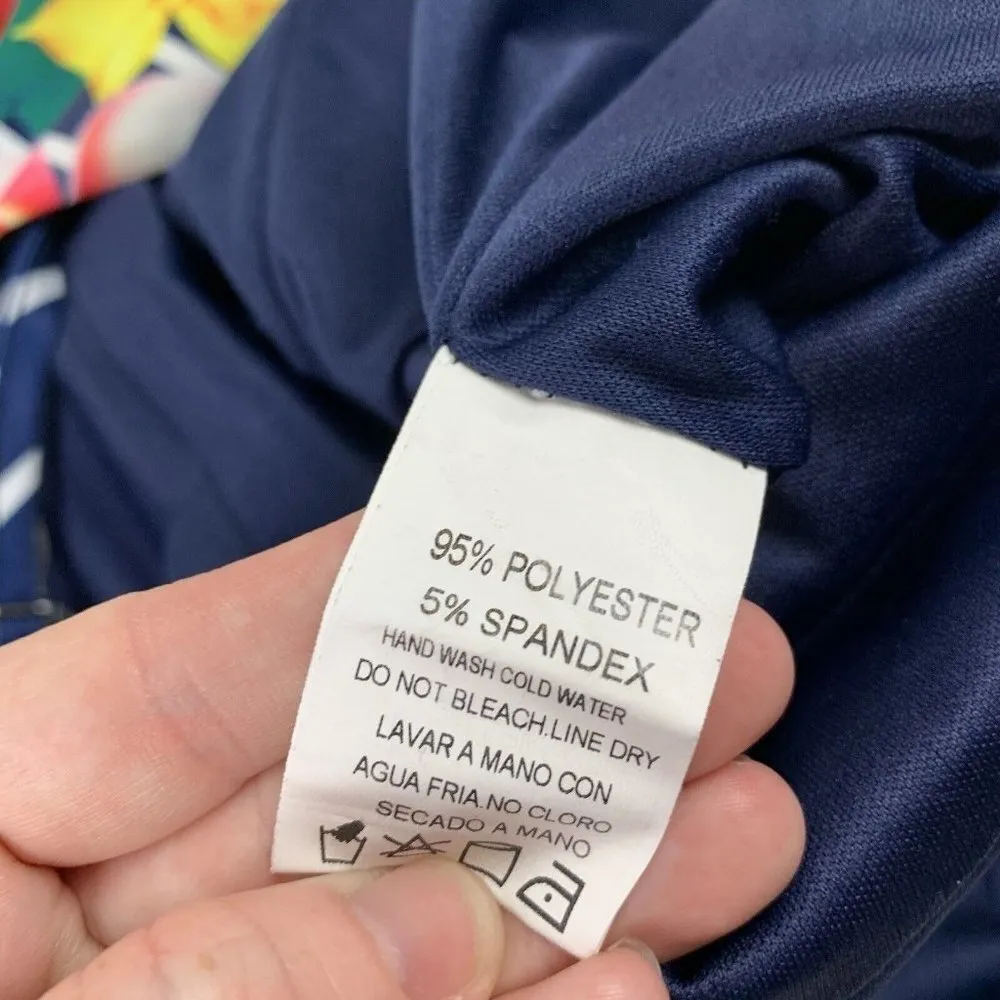 95% POLYESTER
5% SPANDEX
HAND WASH COLD WATER
DO NOT BLEACH.LINE DRY
LAVAR A MANO CON
AGUA FRIA.NO CLORO
SECADO A MANO